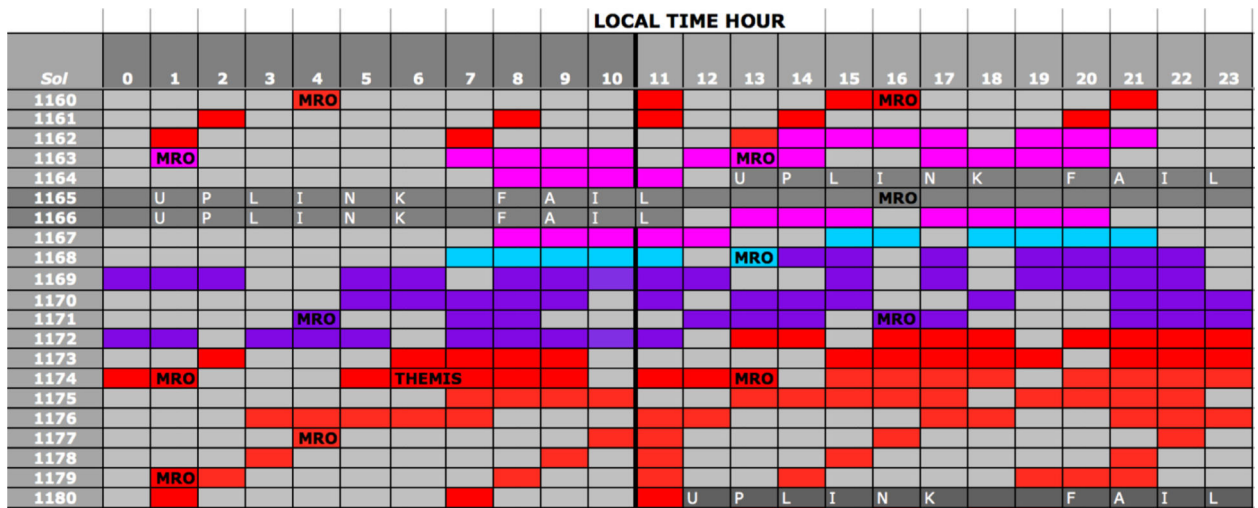 LOCAL TIME HOUR
Sol 0 1 2 3 4 5 6 7 8 9 10 11 12 13 14 15 16 17 18 19 20 21 22 23
1160 MRO MRO
1161
1162
1163 MRO MRO
1164 U P L I N K F A I L
1165 U P L I N K F A I L MRO
1166 U P L I N K F A I L
1167
1168 MRO
1169
1170
1171 MRO MRO
1172
1173
1174 MRO THEMIS MRO
1175
1176
1177 MRO
1178
1179 MRO
1180 U P L I N K F A I L